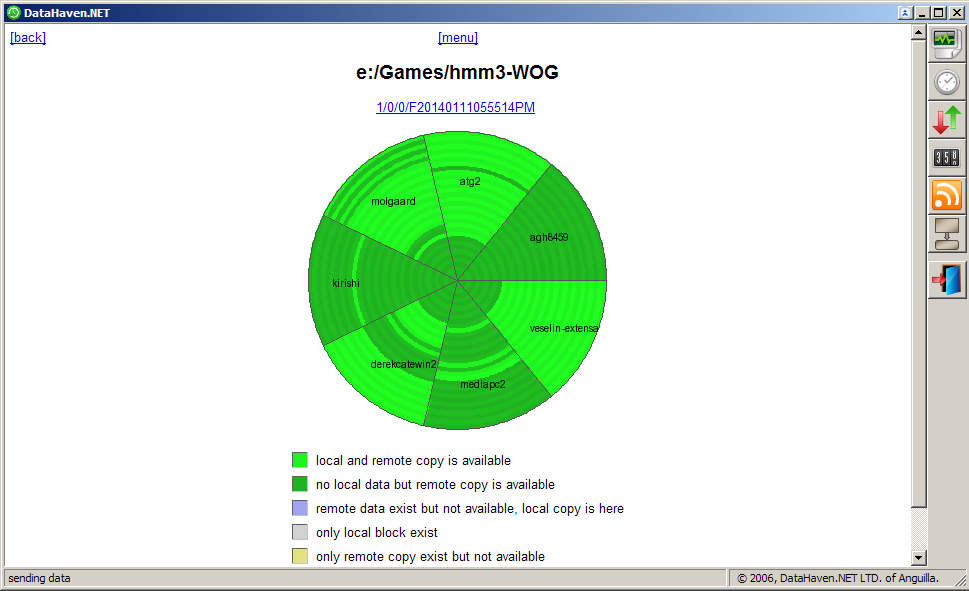 DataHaven.NET
[back]
[menu]
e:/Games/hmm3-WOG
1/0/0/F20140111055514PM
atg2
molgaard
agh8459
kirishi
veselin-extensa
derekcatewin2
mediapc2
local and remote copy is available
no local data but remote copy is available
remote data exist but not available, local copy is here
only local block exist
only remote copy exist but not available
sending data
© 2006, DataHaven.NET LTD. of Anguilla.